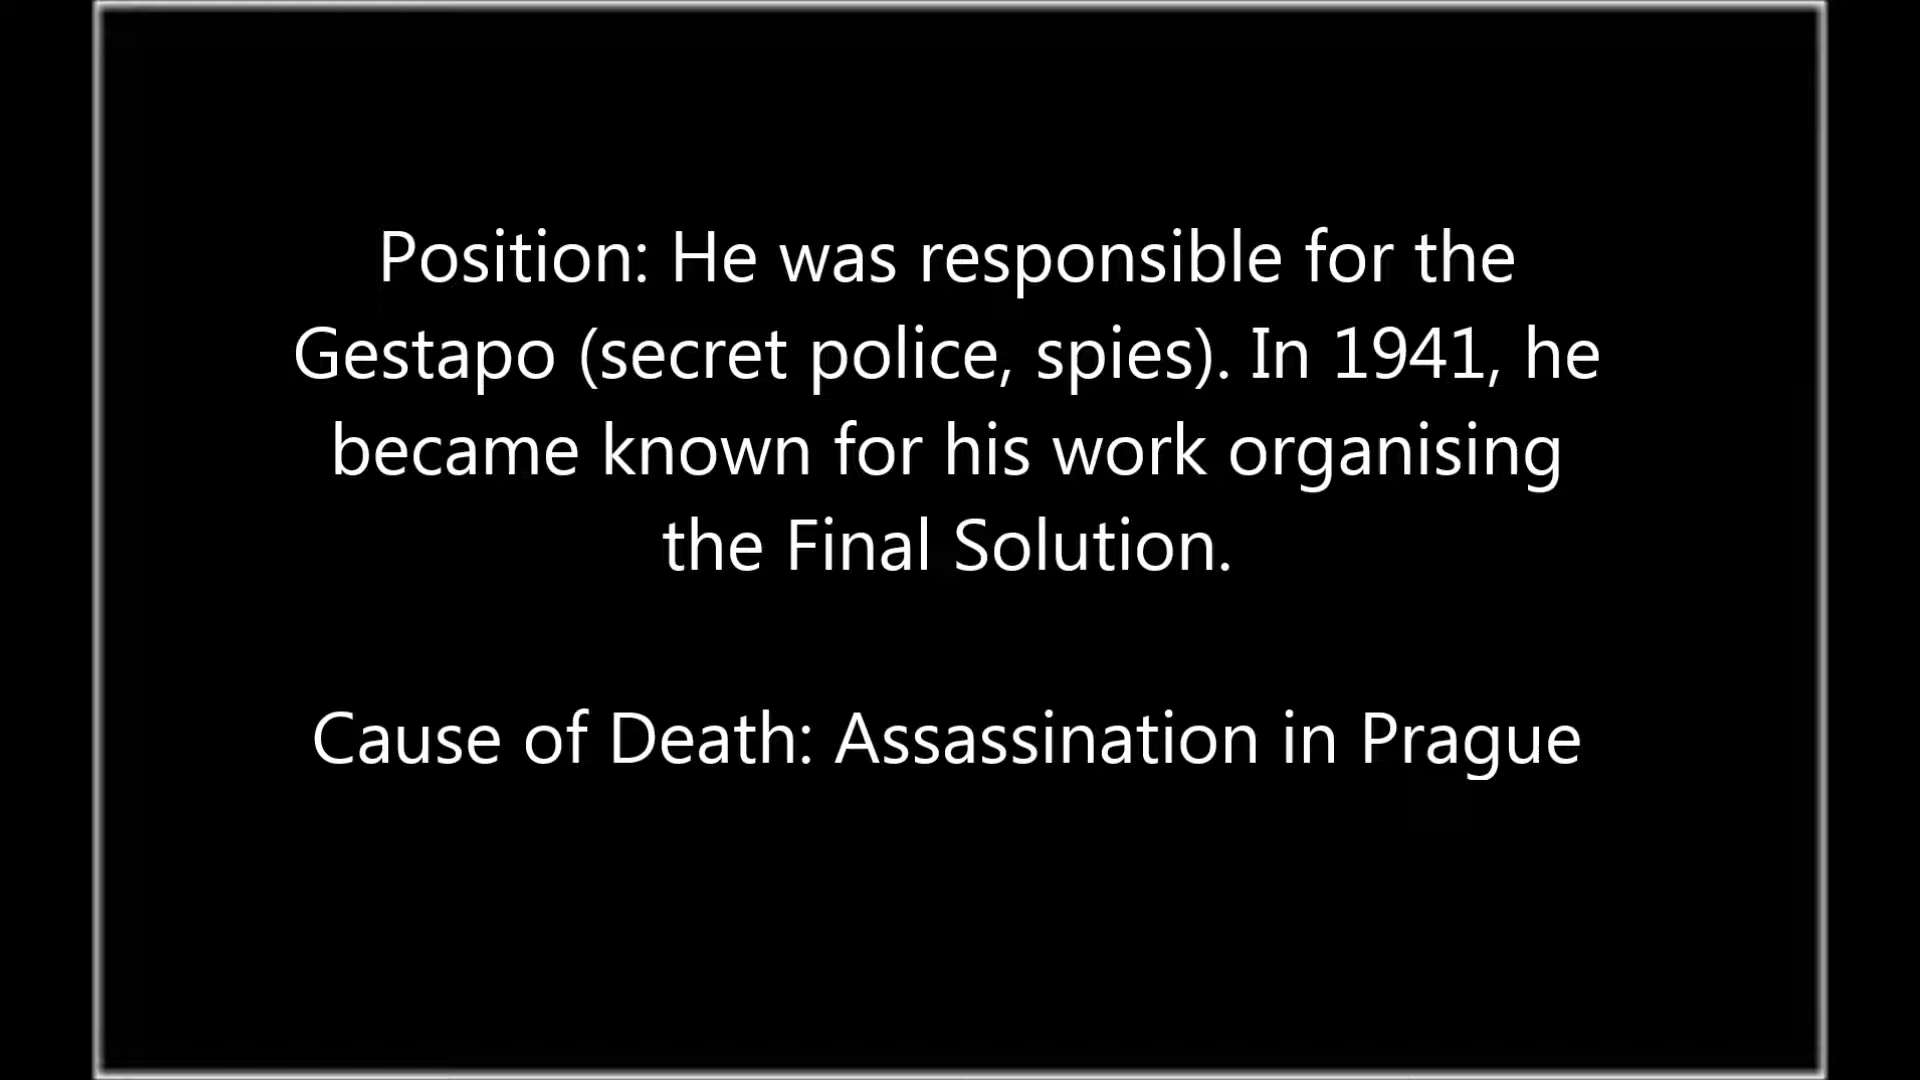 Position: He was responsible for the
Gestapo (secret police, spies). In 1941, he
became known for his work organising
the Final Solution.
Cause of Death: Assassination in Prague